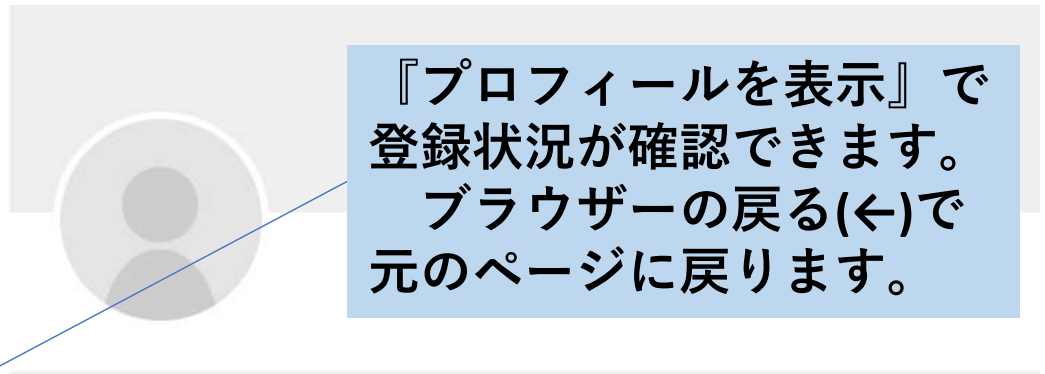 『プロフィールを表示』で
登録状況が確認できます。
　ブラウザーの戻る(←)で
元のページに戻ります。